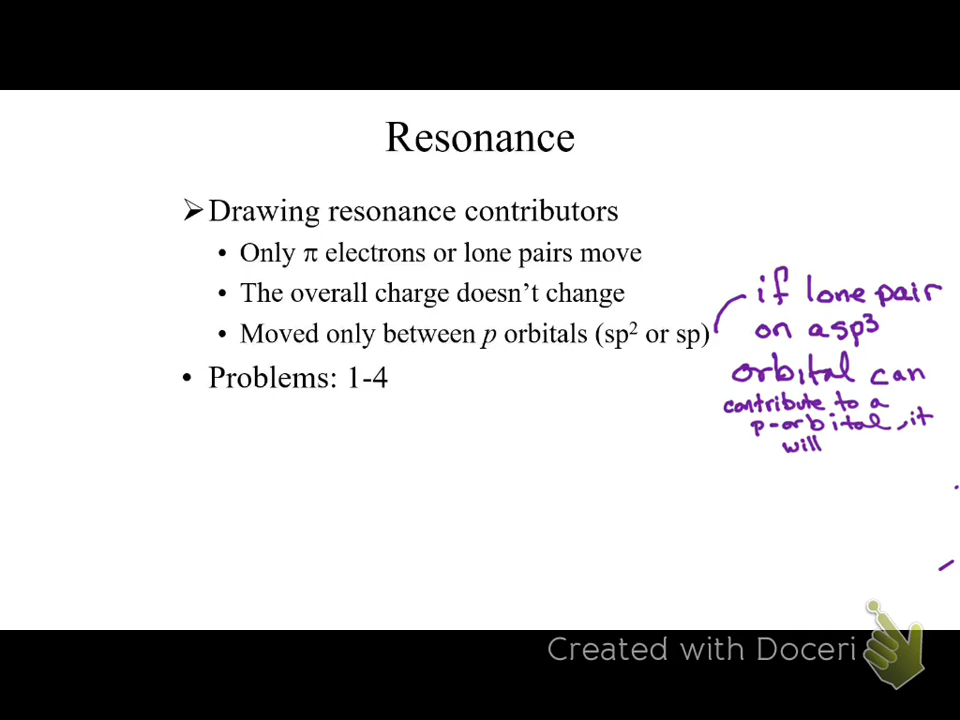 Resonance
➢ Drawing resonance contributors
• Only π electrons or lone pairs move
• The overall charge doesn't change
• Moved only between p orbitals (sp² or sp)
• Problems: 1-4
if lone pair
on a sp³
orbital can
contribute to a
p-orbital, it
will
Created with Doceri